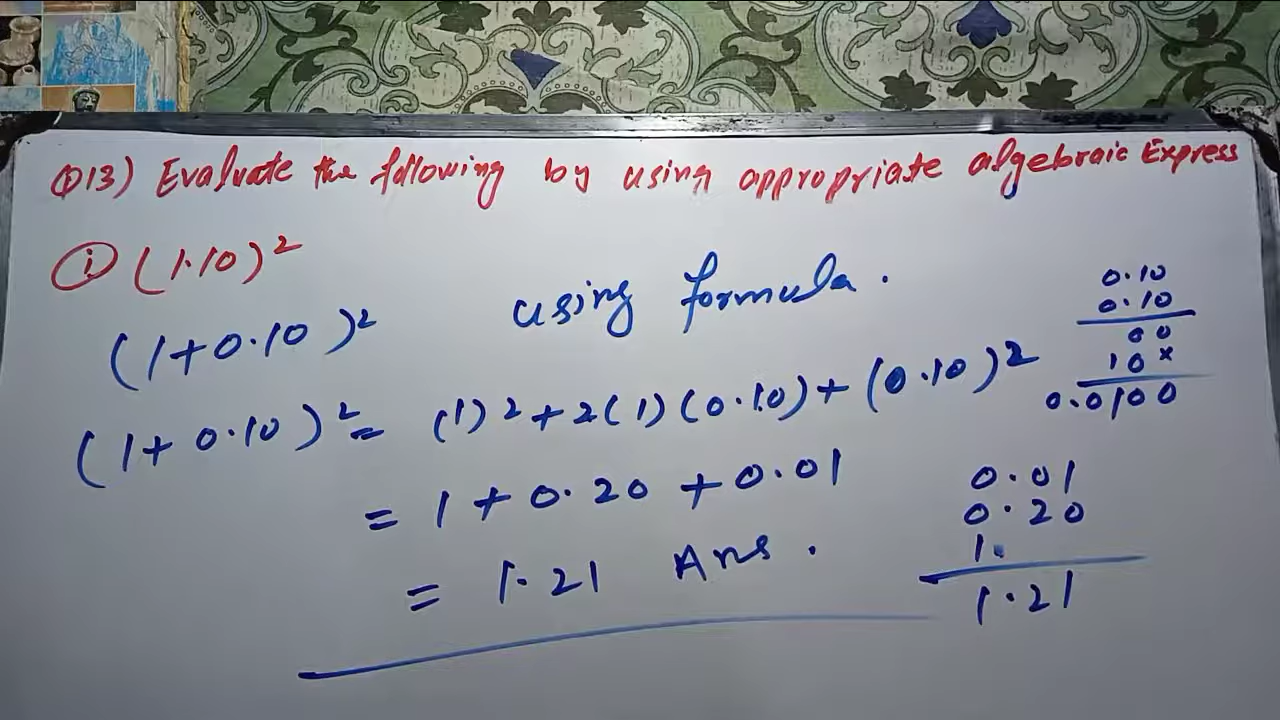 Q13) Evaluate the following by using appropriate algebraic Express
i (1.10)²
(1+0.10)² using formula.
(1+0.10)² = (1)² + 2(1)(0.10) + (0.10)²
= 1 + 0.20 + 0.01
= 1.21 Ans.
0.10
0.10
00
10×
0.0100
0.01
0.20
1.
1.21